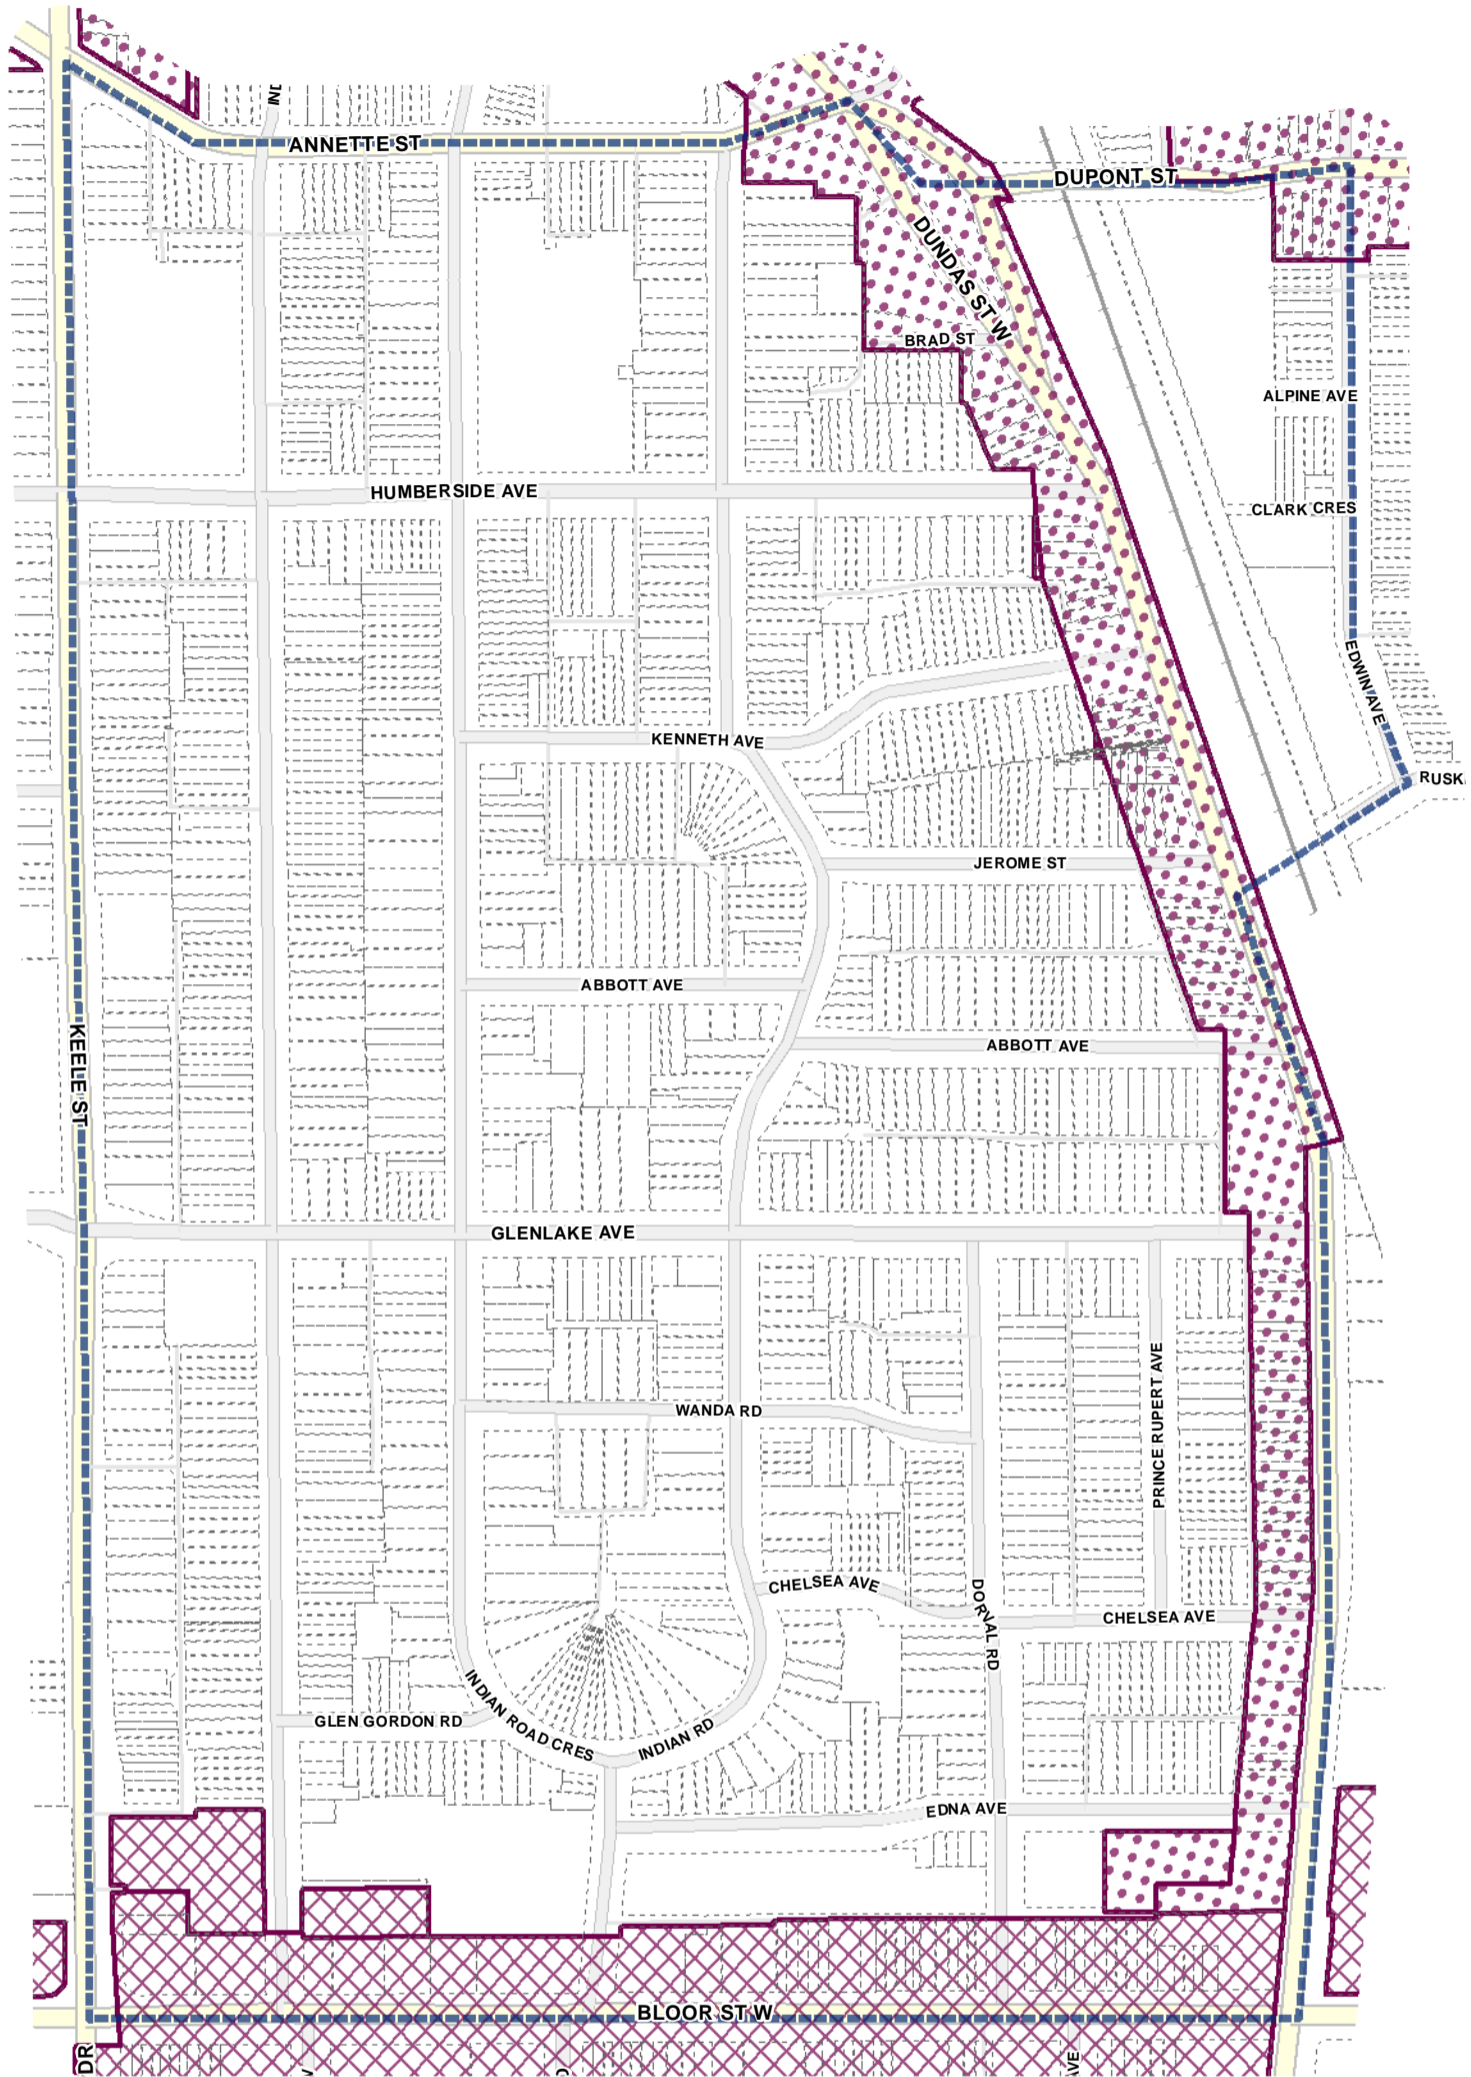 IND
ANNETTE ST
DUPONT ST
DUNDAS ST W
BRAD ST
ALPINE AVE
HUMBERSIDE AVE
CLARK CRES
EDWIN AVE
KENNETH AVE
RUSK
JEROME ST
ABBOTT AVE
ABBOTT AVE
KEELE ST
GLENLAKE AVE
PRINCE RUPERT AVE
WANDA RD
CHELSEA AVE
DORVAL RD
CHELSEA AVE
INDIAN ROAD CRES
GLEN GORDON RD
INDIAN RD
EDNA AVE
BLOOR ST W
DR
AVE